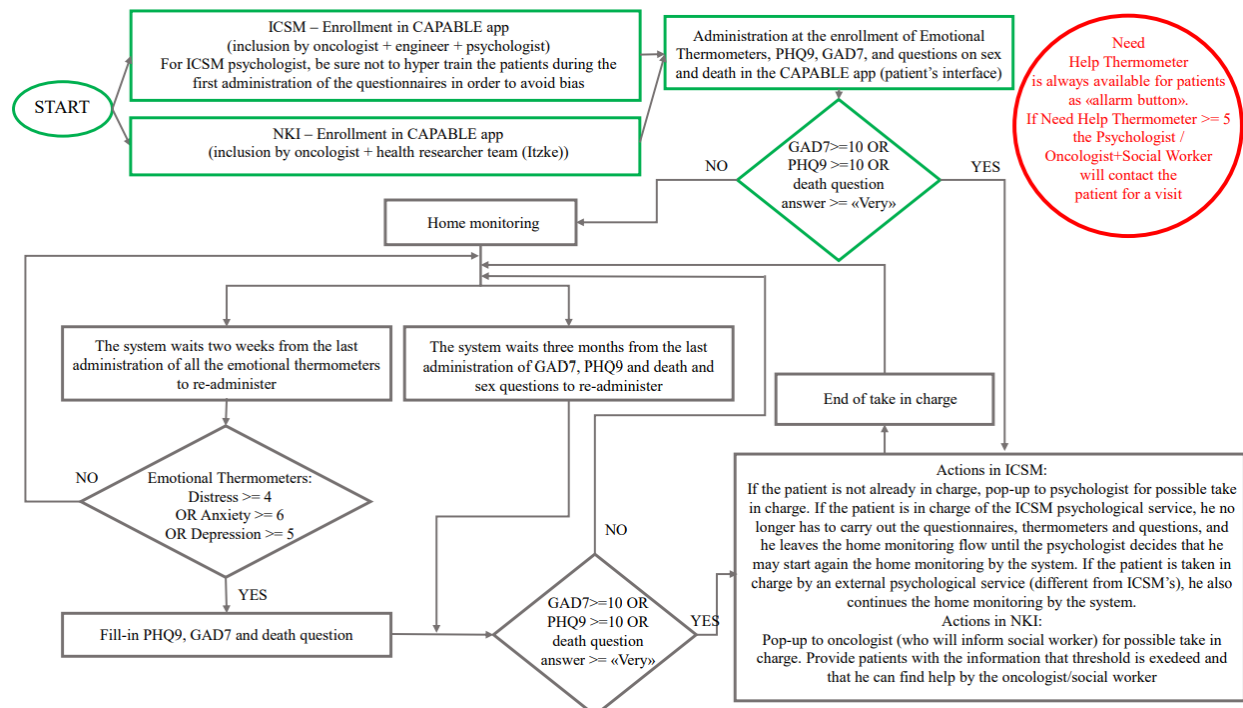 START
ICSM – Enrollment in CAPABLE app
(inclusion by oncologist + engineer + psychologist)
For ICSM psychologist, be sure not to hyper train the patients during the
first administration of the questionnaires in order to avoid bias
NKI – Enrollment in CAPABLE app
(inclusion by oncologist + health researcher team (Itzke))
Administration at the enrollment of Emotional
Thermometers, PHQ9, GAD7, and questions on sex
and death in the CAPABLE app (patient's interface)
Need
Help Thermometer
is always available for patients
as «allarm button».
If Need Help Thermometer >= 5
the Psychologist /
Oncologist+Social Worker
will contact the
patient for a visit
GAD7>=10 OR
PHQ9 >=10 OR
death question
answer >= «Very»
NO
YES
Home monitoring
The system waits two weeks from the last
administration of all the emotional thermometers
to re-administer
The system waits three months from the last
administration of GAD7, PHQ9 and death and
sex questions to re-administer
End of take in charge
NO
Emotional Thermometers:
Distress >= 4
OR Anxiety >= 6
OR Depression >= 5
YES
Fill-in PHQ9, GAD7 and death question
NO
GAD7>=10 OR
PHQ9 >=10 OR
death question
answer >= «Very»
YES
Actions in ICSM:
If the patient is not already in charge, pop-up to psychologist for possible take
in charge. If the patient is in charge of the ICSM psychological service, he no
longer has to carry out the questionnaires, thermometers and questions, and
he leaves the home monitoring flow until the psychologist decides that he
may start again the home monitoring by the system. If the patient is taken in
charge by an external psychological service (different from ICSM's), he also
continues the home monitoring by the system.
Actions in NKI:
Pop-up to oncologist (who will inform social worker) for possible take in
charge. Provide patients with the information that threshold is exedeed and
that he can find help by the oncologist/social worker